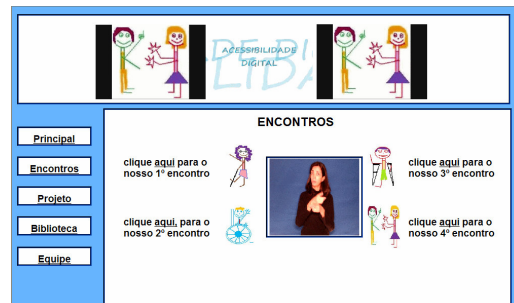 ACESSIBILIDADE
DIGITAL
ENCONTROS
Principal
Encontros
Projeto
Biblioteca
Equipe
clique aqui para o
nosso 1º encontro
clique aqui, para o
nosso 2º encontro
clique aqui para o
nosso 3º encontro
clique aqui para o
nosso 4º encontro